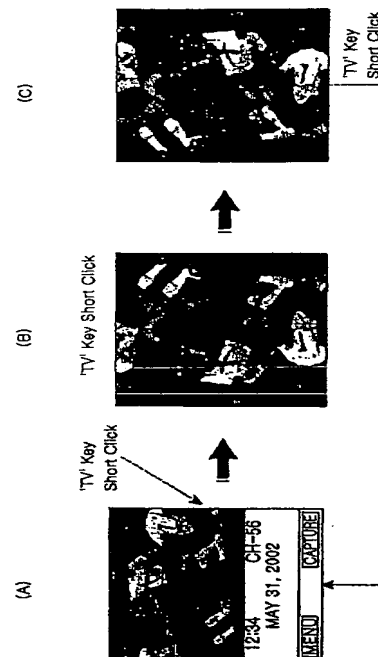 (A)
(B)
(C)
'TV' Key
Short Click
'TV' Key Short Click
'TV' Key
Short Click
12:34 CH-56
MAY 31, 2002
MENU CAPTURE